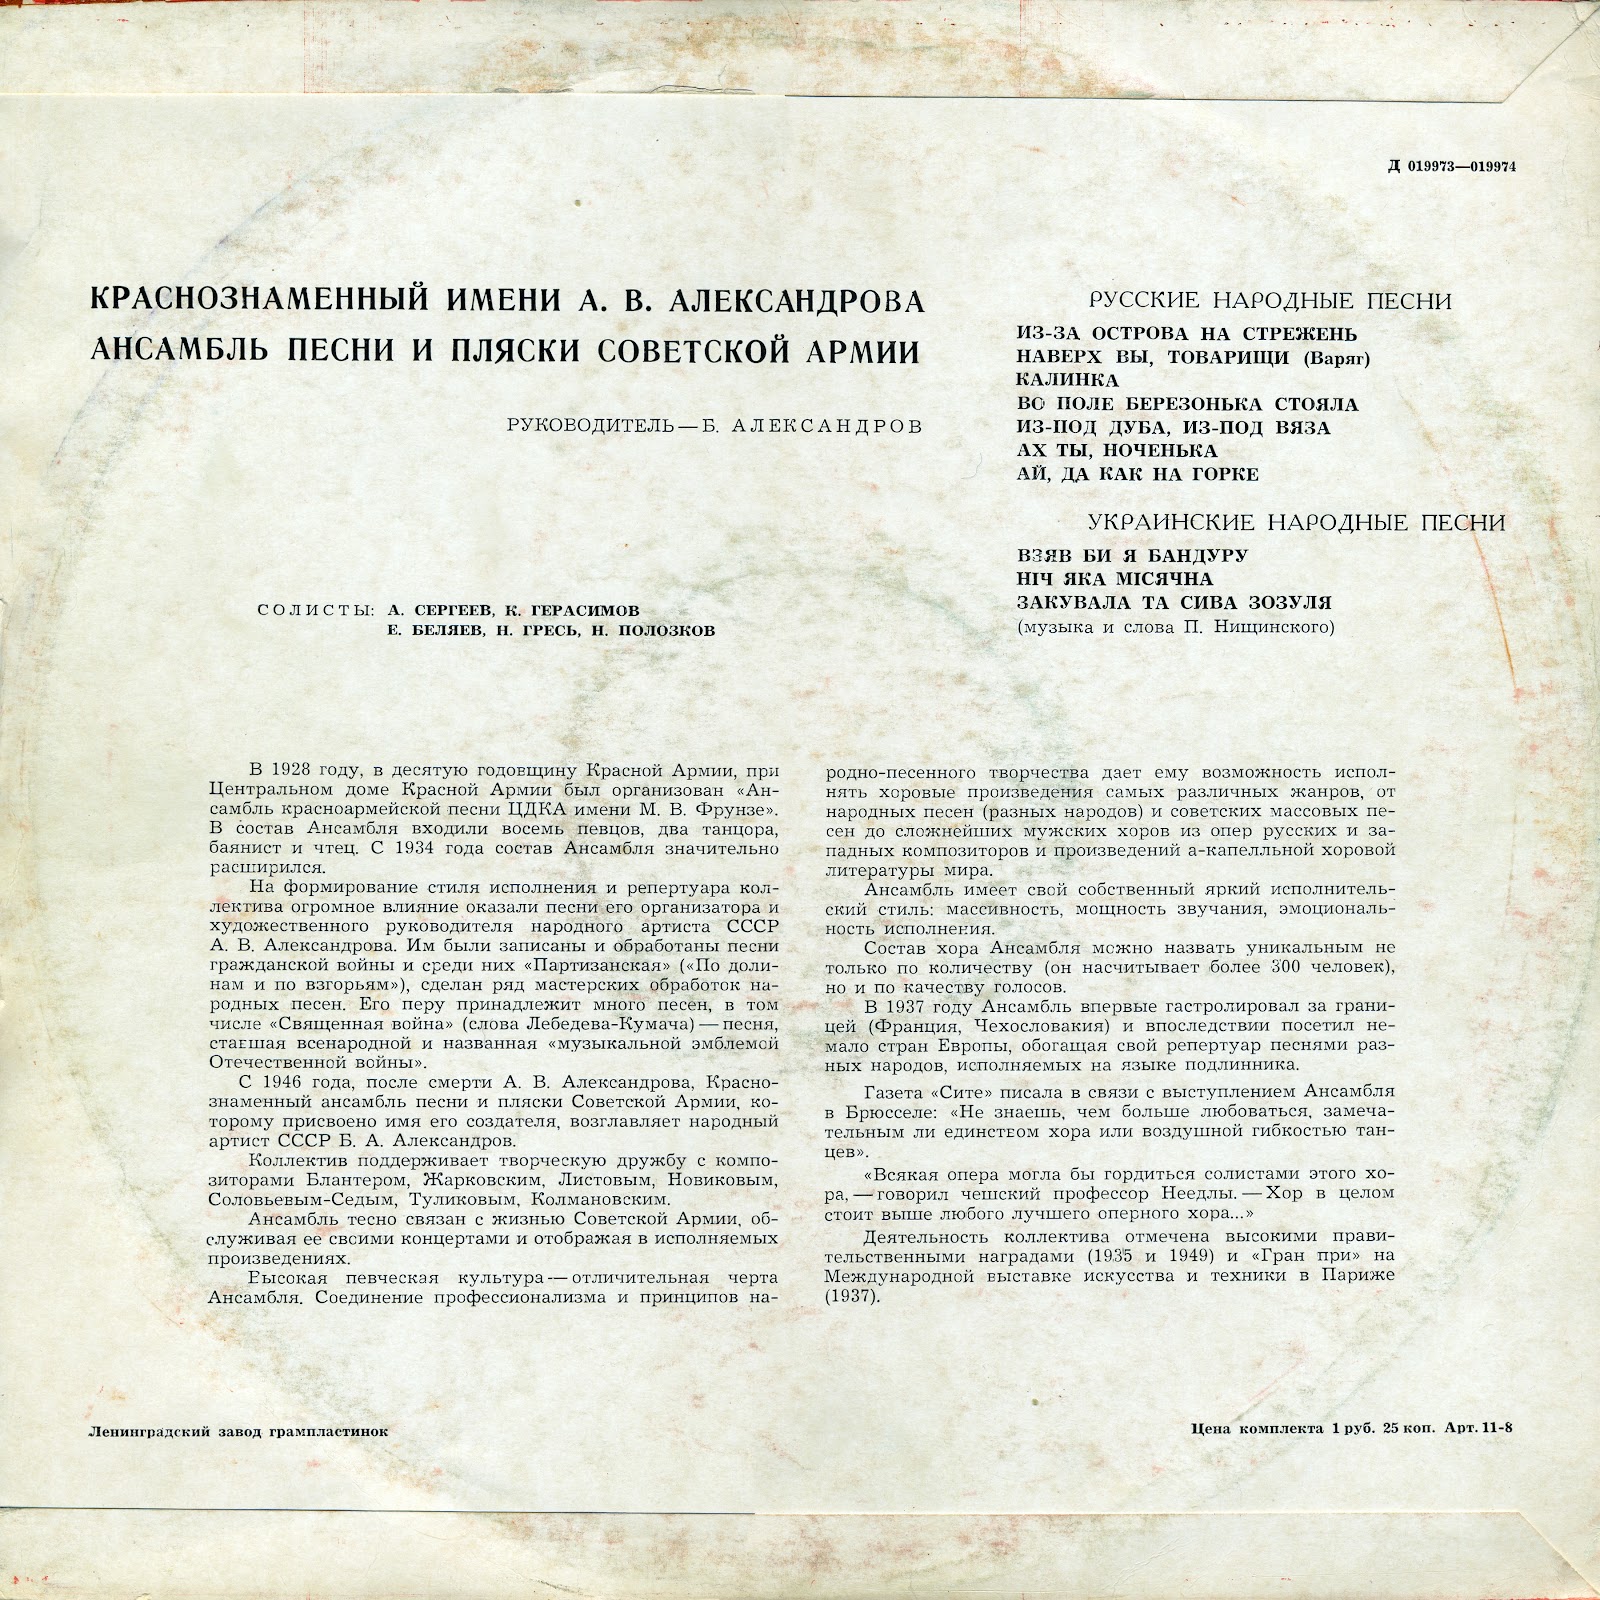 Д 019973—019974
КРАСНОЗНАМЕННЫЙ ИМЕНИ А. В. АЛЕКСАНДРОВА
АНСАМБЛЬ ПЕСНИ И ПЛЯСКИ СОВЕТСКОЙ АРМИИ
РУКОВОДИТЕЛЬ—Б. АЛЕКСАНДРОВ
СОЛИСТЫ: А. СЕРГЕЕВ, К. ГЕРАСИМОВ
Е. БЕЛЯЕВ, Н. ГРЕСЬ, Н. ПОЛОЗКОВ
РУССКИЕ НАРОДНЫЕ ПЕСНИ
ИЗ-ЗА ОСТРОВА НА СТРЕЖЕНЬ
НАВЕРХ ВЫ, ТОВАРИЩИ (Варяг)
КАЛИНКА
ВО ПОЛЕ БЕРЕЗОНЬКА СТОЯЛА
ИЗ-ПОД ДУБА, ИЗ-ПОД ВЯЗА
АХ ТЫ, НОЧЕНЬКА
АЙ, ДА КАК НА ГОРКЕ
УКРАИНСКИЕ НАРОДНЫЕ ПЕСНИ
ВЗЯВ БИ Я БАНДУРУ
НІЧ ЯКА МІСЯЧНА
ЗАКУВАЛА ТА СИВА ЗОЗУЛЯ
(музыка и слова П. Нищинского)
В 1928 году, в десятую годовщину Красной Армии, при
Центральном доме Красной Армии был организован «Ан-
самбль красноармейской песни ЦДКА имени М. В. Фрунзе».
В состав Ансамбля входили восемь певцов, два танцора,
баянист и чтец. С 1934 года состав Ансамбля значительно
расширился.
На формирование стиля исполнения и репертуара кол-
лектива огромное влияние оказали песни его организатора и
художественного руководителя народного артиста СССР
А. В. Александрова. Им были записаны и обработаны песни
гражданской войны и среди них «Партизанская» («По доли-
нам и по взгорьям»), сделан ряд мастерских обработок на-
родных песен. Его перу принадлежит много песен, в том
числе «Священная война» (слова Лебедева-Кумача) — песня,
ставшая всенародной и названная «музыкальной эмблемой
Отечественной войны».
С 1946 года, после смерти А. В. Александрова, Красно-
знаменный ансамбль песни и пляски Советской Армии, ко-
торому присвоено имя его создателя, возглавляет народный
артист СССР Б. А. Александров.
Коллектив поддерживает творческую дружбу с компо-
зиторами Блантером, Жарковским, Листовым, Новиковым,
Соловьевым-Седым, Туликовым, Колмановским.
Ансамбль тесно связан с жизнью Советской Армии, об-
служивая ее своими концертами и отображая в исполняемых
произведениях.
Высокая певческая культура — отличительная черта
Ансамбля. Соединение профессионализма и принципов на-
родно-песенного творчества дает ему возможность испол-
нять хоровые произведения самых различных жанров, от
народных песен (разных народов) и советских массовых пе-
сен до сложнейших мужских хоров из опер русских и за-
падных композиторов и произведений а-капелльной хоровой
литературы мира.
Ансамбль имеет свой собственный яркий исполнитель-
ский стиль: массивность, мощность звучания, эмоциональ-
ность исполнения.
Состав хора Ансамбля можно назвать уникальным не
только по количеству (он насчитывает более 300 человек),
но и по качеству голосов.
В 1937 году Ансамбль впервые гастролировал за грани-
цей (Франция, Чехословакия) и впоследствии посетил не-
мало стран Европы, обогащая свой репертуар песнями раз-
ных народов, исполняемых на языке подлинника.
Газета «Сите» писала в связи с выступлением Ансамбля
в Брюсселе: «Не знаешь, чем больше любоваться, замеча-
тельным ли единством хора или воздушной гибкостью тан-
цев».
«Всякая опера могла бы гордиться солистами этого хо-
ра, — говорил чешский профессор Неедлы. — Хор в целом
стоит выше любого лучшего оперного хора...»
Деятельность коллектива отмечена высокими прави-
тельственными наградами (1935 и 1949) и «Гран при» на
Международной выставке искусства и техники в Париже
(1937).
Ленинградский завод грампластинок
Цена комплекта 1 руб. 25 коп. Арт. 11-8